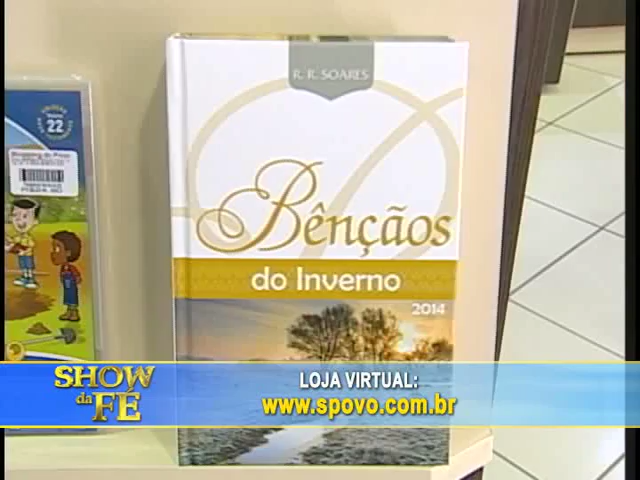 R. R. SOARES
Bênçãos
do Inverno
2014
22
SHOW
da
FÉ
LOJA VIRTUAL:
www.spovo.com.br